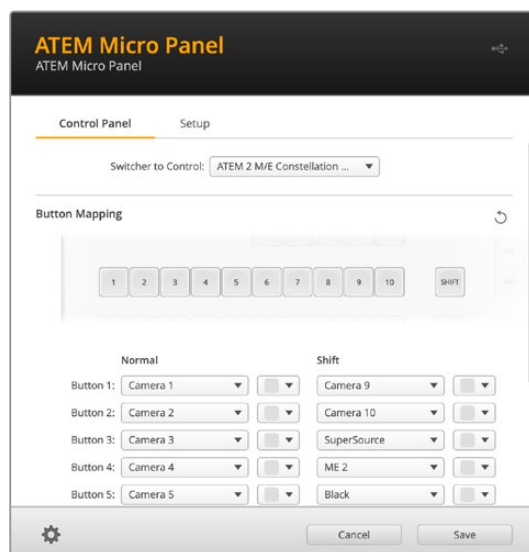 ATEM Micro Panel
ATEM Micro Panel
Control Panel Setup
Switcher to Control: ATEM 2 M/E Constellation ...
Button Mapping
1 2 3 4 5 6 7 8 9 10 SHIFT
Normal Shift
Button 1: Camera 1 Camera 9
Button 2: Camera 2 Camera 10
Button 3: Camera 3 SuperSource
Button 4: Camera 4 ME 2
Button 5: Camera 5 Black
Cancel Save